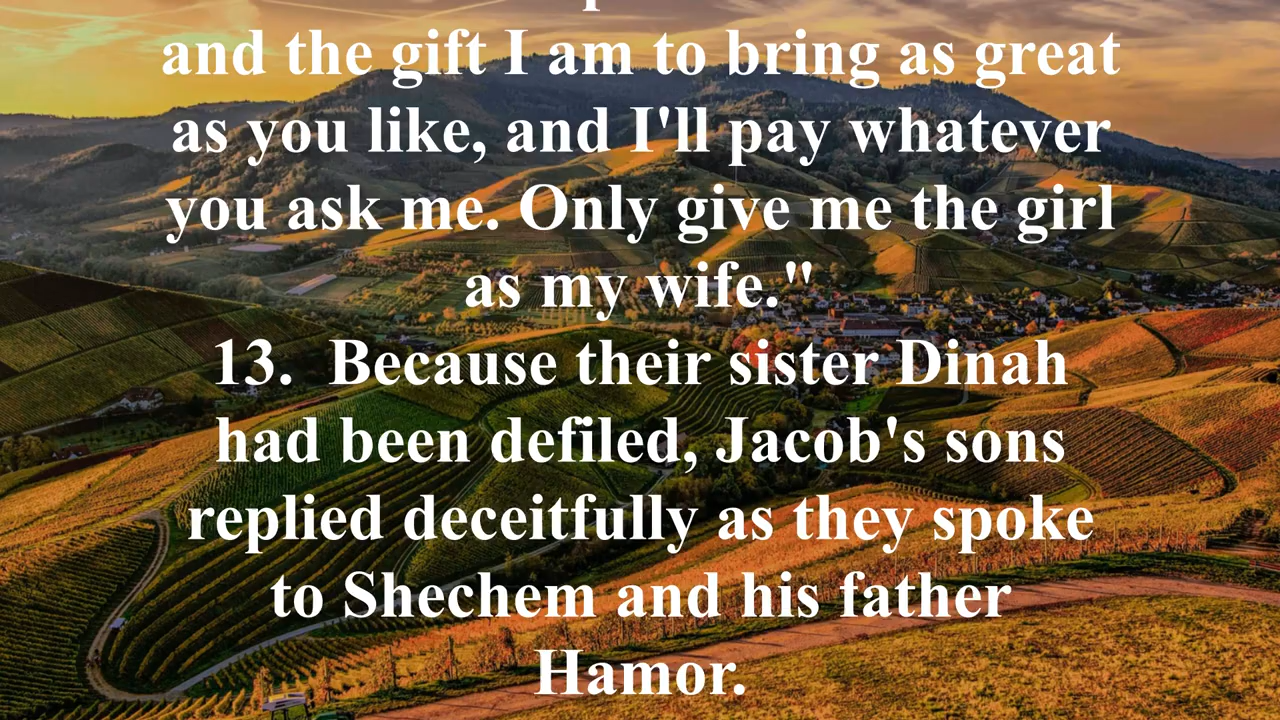 and the gift I am to bring as great
as you like, and I'll pay whatever
you ask me. Only give me the girl
as my wife."
13. Because their sister Dinah
had been defiled, Jacob's sons
replied deceitfully as they spoke
to Shechem and his father
Hamor.